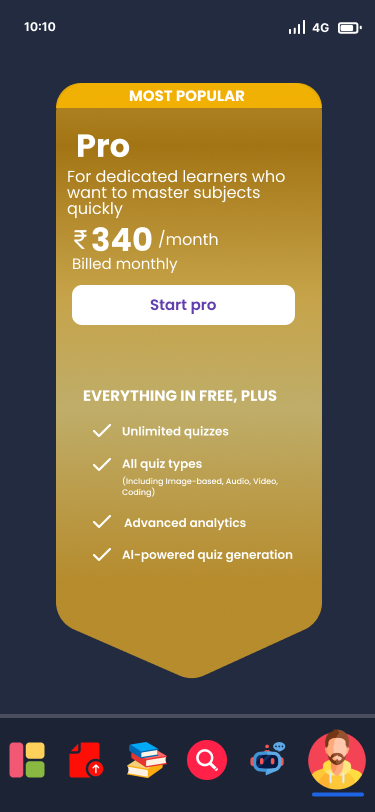 10:10
4G
MOST POPULAR
Pro
For dedicated learners who
want to master subjects
quickly
₹340 /month
Billed monthly
Start pro
EVERYTHING IN FREE, PLUS
Unlimited quizzes
All quiz types
(Including Image-based, Audio, Video,
Coding)
Advanced analytics
AI-powered quiz generation